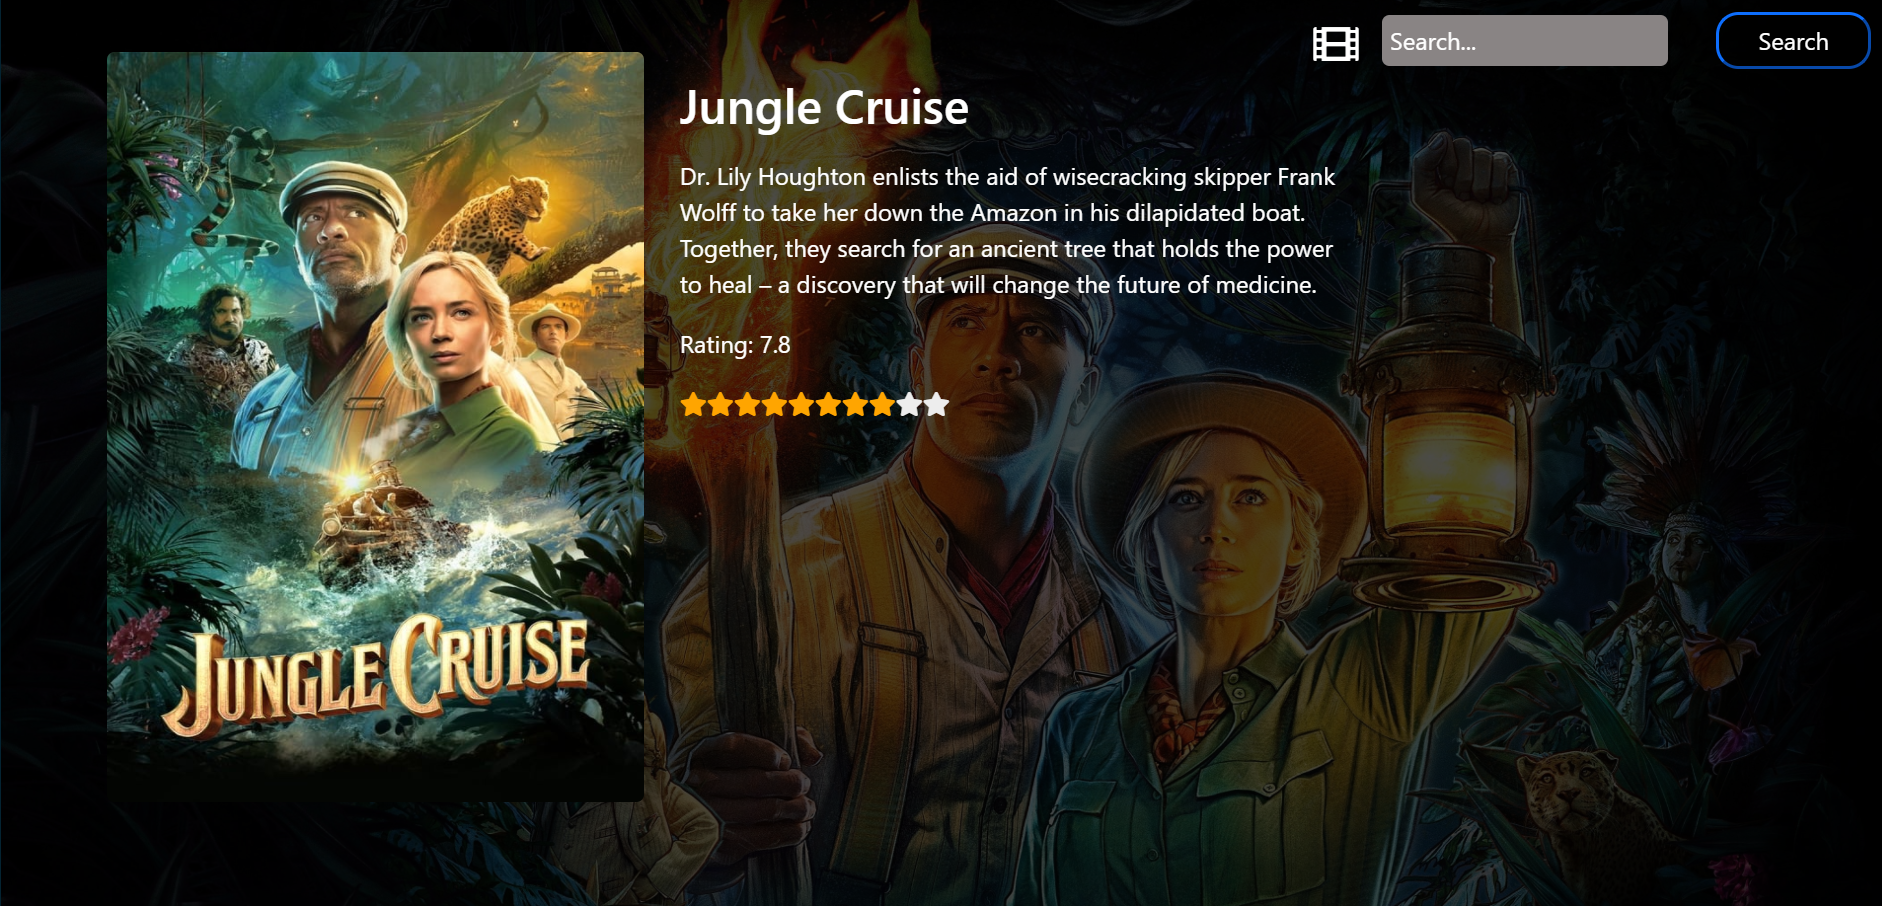 Search...
Search
Jungle Cruise
Dr. Lily Houghton enlists the aid of wisecracking skipper Frank
Wolff to take her down the Amazon in his dilapidated boat.
Together, they search for an ancient tree that holds the power
to heal – a discovery that will change the future of medicine.
Rating: 7.8
JUNGLE CRUISE